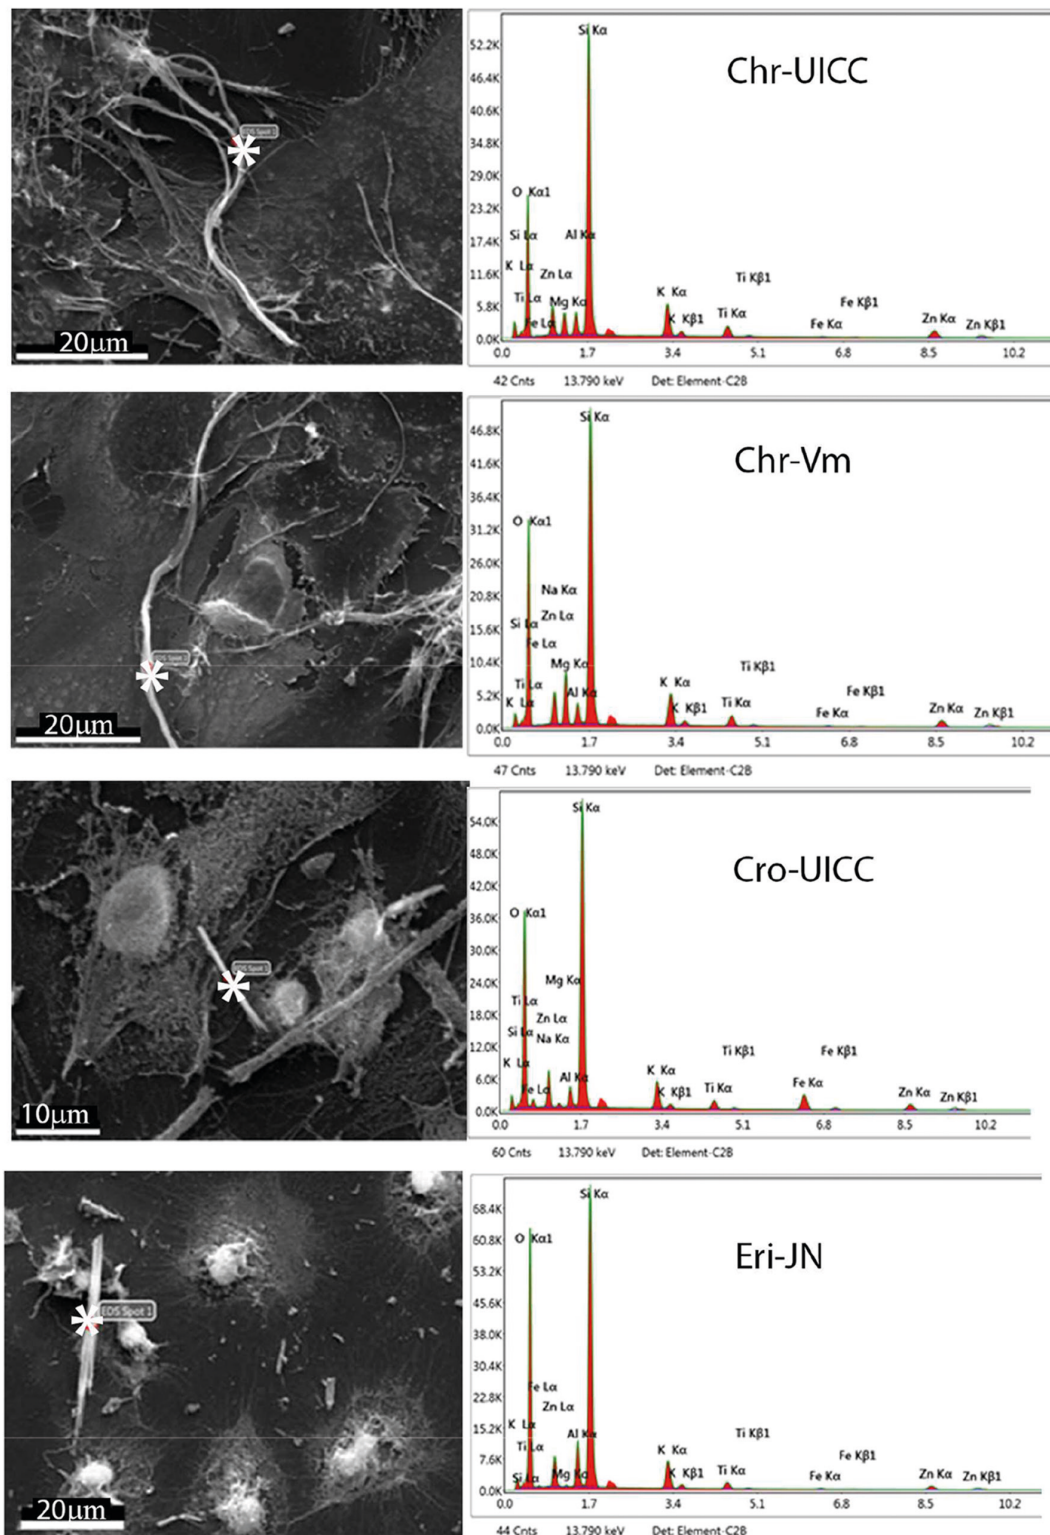 EDS Spot 1
20μm
Chr-UICC
Si Kα
52.2K
46.4K
40.6K
34.8K
29.0K
23.2K
17.4K
11.6K
5.8K
0.0K
O Kα1
Si Lα
Al Kα
K Lα
Zn Lα
Ti Lα
Mg Kα
Fe Lα
K Kα
K Kβ1
Ti Kα
Ti Kβ1
Fe Kα
Fe Kβ1
Zn Kα
Zn Kβ1
0.0 1.7 3.4 5.1 6.8 8.5 10.2
42 Cnts 13.790 keV Det: Element-C2B
EDS Spot 1
20μm
Chr-Vm
Si Kα
46.8K
41.6K
36.4K
31.2K
26.0K
20.8K
15.6K
10.4K
5.2K
0.0K
O Kα1
Na Kα
Si Lα
Zn Lα
Fe Lα
Mg Kα
Ti Lα
Al Kα
K Lα
K Kα
K Kβ1
Ti Kα
Ti Kβ1
Fe Kα
Fe Kβ1
Zn Kα
Zn Kβ1
0.0 1.7 3.4 5.1 6.8 8.5 10.2
47 Cnts 13.790 keV Det: Element-C2B
EDS Spot 1
10μm
Cro-UICC
Si Kα
54.0K
48.0K
42.0K
36.0K
30.0K
24.0K
18.0K
12.0K
6.0K
0.0K
O Kα1
Mg Kα
Ti Lα
Zn Lα
Si Lα
Na Kα
K Lα
Al Kα
Fe Lα
K Kα
K Kβ1
Ti Kα
Ti Kβ1
Fe Kα
Fe Kβ1
Zn Kα
Zn Kβ1
0.0 1.7 3.4 5.1 6.8 8.5 10.2
60 Cnts 13.790 keV Det: Element-C2B
EDS Spot 1
20μm
Eri-JN
Si Kα
68.4K
60.8K
53.2K
45.6K
38.0K
30.4K
22.8K
15.2K
7.6K
0.0K
O Kα1
Fe Lα
Zn Lα
K Lα
Al Kα
Ti Lα
Si Lα
Mg Kα
K Kα
K Kβ1
Ti Kα
Ti Kβ1
Fe Kα
Fe Kβ1
Zn Kα
Zn Kβ1
0.0 1.7 3.4 5.1 6.8 8.5 10.2
44 Cnts 13.790 keV Det: Element-C2B